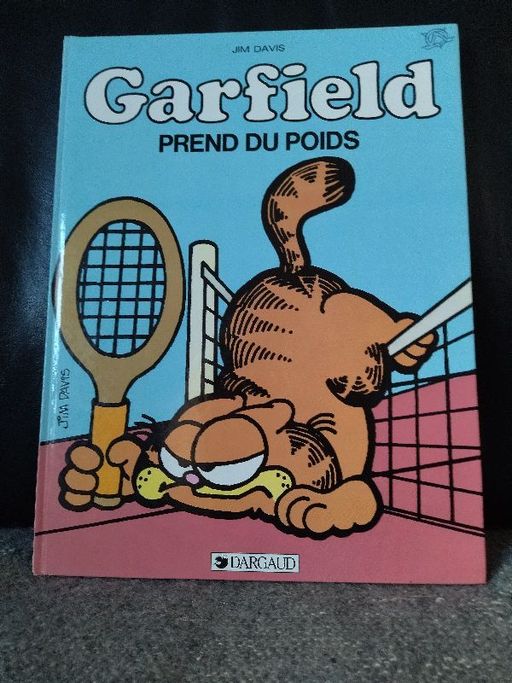 JIM DAVIS
Garfield
PREND DU POIDS
JIM DAVIS
DARGAUD